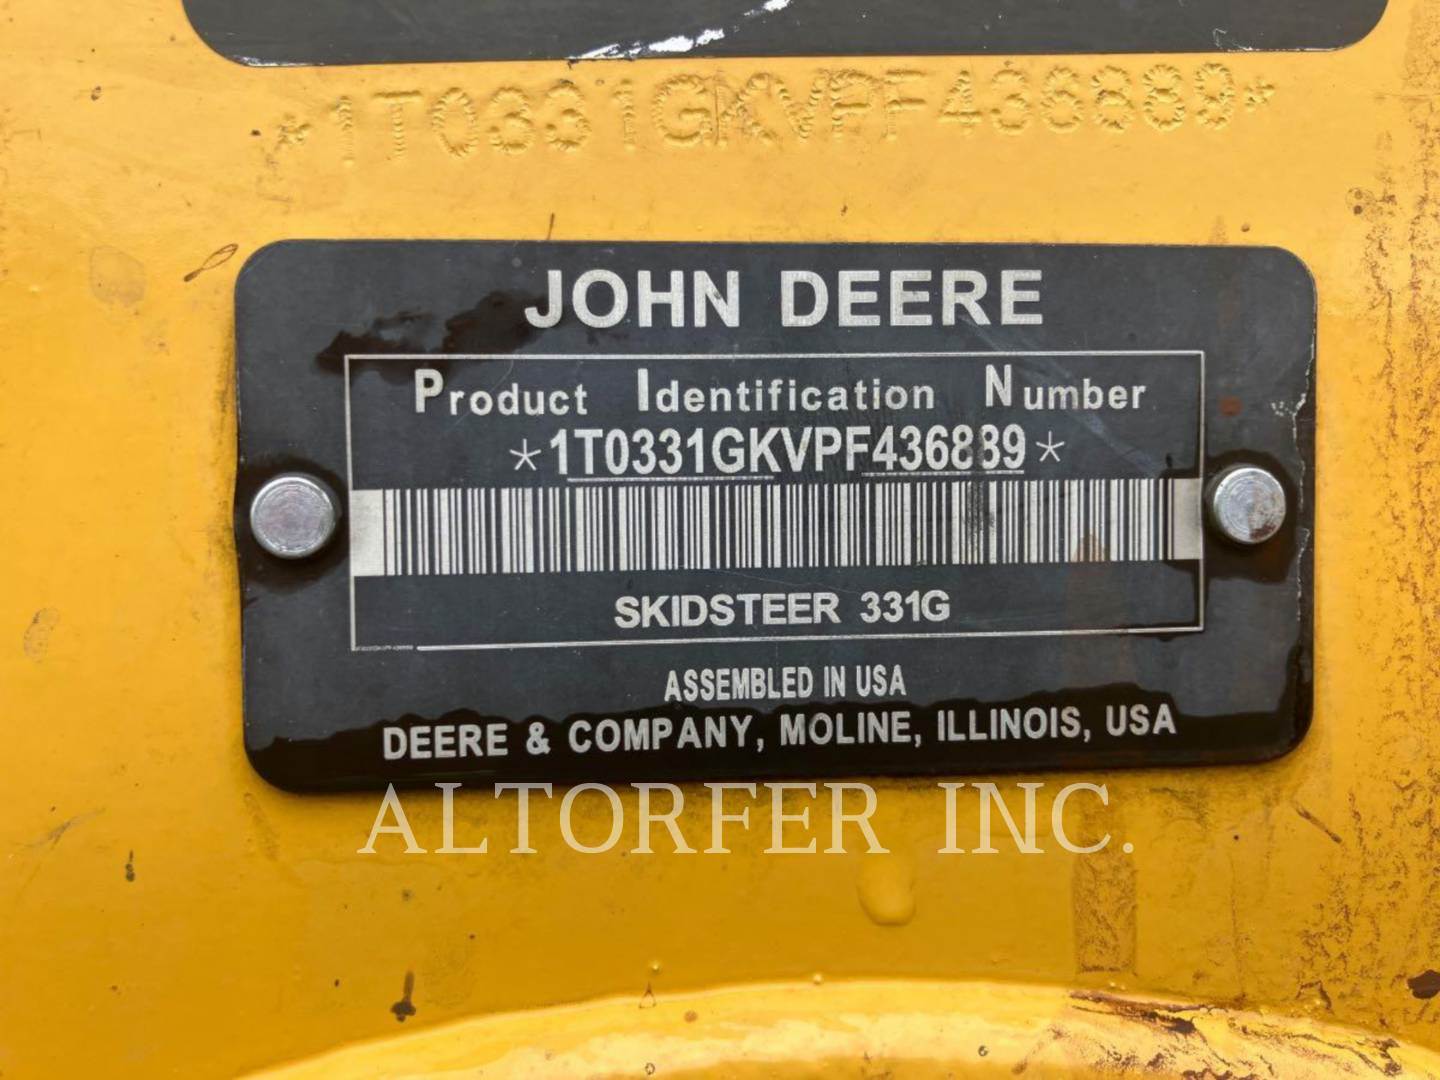 *1T0331GKVPF436889*
JOHN DEERE
Product Identification Number
*1T0331GKVPF436889*
SKIDSTEER 331G
ASSEMBLED IN USA
DEERE & COMPANY, MOLINE, ILLINOIS, USA
ALTORFER INC.